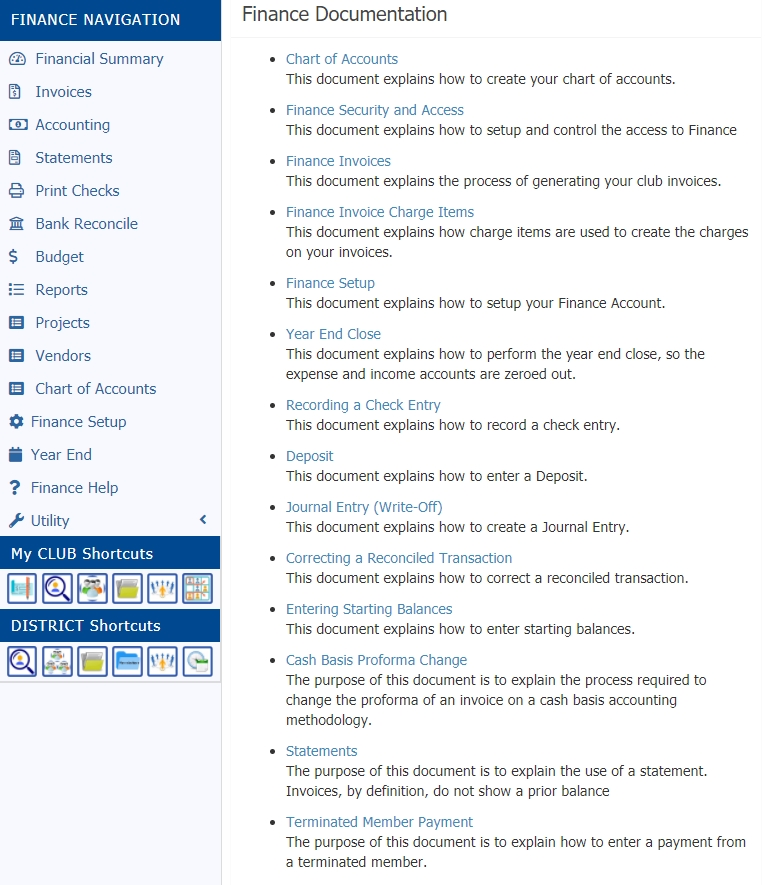 FINANCE NAVIGATION
Financial Summary
Invoices
Accounting
Statements
Print Checks
Bank Reconcile
Budget
Reports
Projects
Vendors
Chart of Accounts
Finance Setup
Year End
Finance Help
Utility
My CLUB Shortcuts
DISTRICT Shortcuts
Finance Documentation
Chart of Accounts
This document explains how to create your chart of accounts.
Finance Security and Access
This document explains how to setup and control the access to Finance
Finance Invoices
This document explains the process of generating your club invoices.
Finance Invoice Charge Items
This document explains how charge items are used to create the charges
on your invoices.
Finance Setup
This document explains how to setup your Finance Account.
Year End Close
This document explains how to perform the year end close, so the
expense and income accounts are zeroed out.
Recording a Check Entry
This document explains how to record a check entry.
Deposit
This document explains how to enter a Deposit.
Journal Entry (Write-Off)
This document explains how to create a Journal Entry.
Correcting a Reconciled Transaction
This document explains how to correct a reconciled transaction.
Entering Starting Balances
This document explains how to enter starting balances.
Cash Basis Proforma Change
The purpose of this document is to explain the process required to
change the proforma of an invoice on a cash basis accounting
methodology.
Statements
The purpose of this document is to explain the use of a statement.
Invoices, by definition, do not show a prior balance
Terminated Member Payment
The purpose of this document is to explain how to enter a payment from
a terminated member.